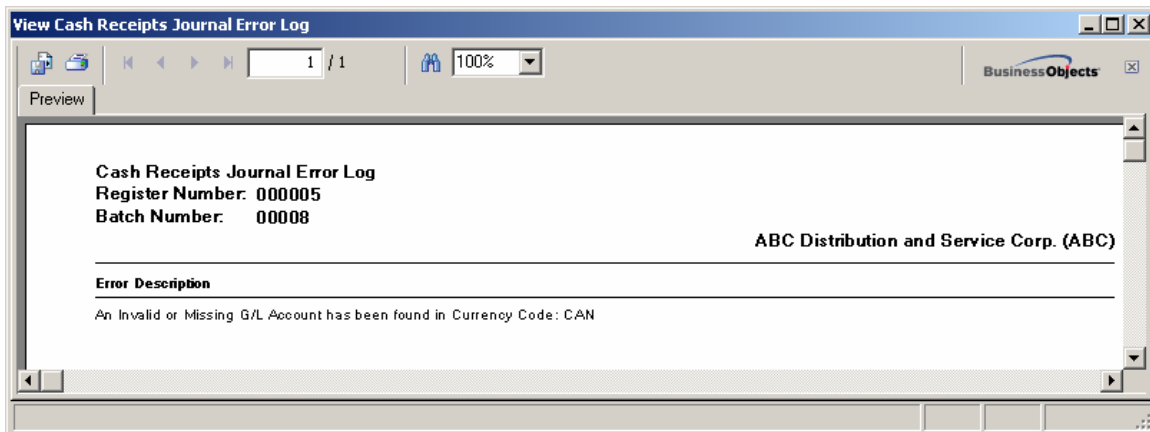 View Cash Receipts Journal Error Log
1 / 1
100%
BusinessObjects
Preview
Cash Receipts Journal Error Log
Register Number: 000005
Batch Number: 00008
ABC Distribution and Service Corp. (ABC)
Error Description
An Invalid or Missing G/L Account has been found in Currency Code: CAN